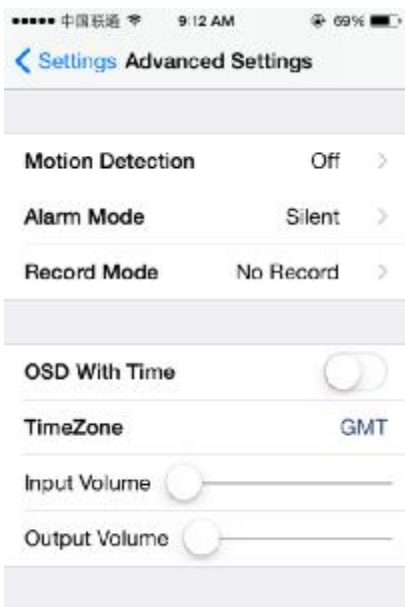 中国联通 9:12 AM 69%
Settings Advanced Settings
Motion Detection Off
Alarm Mode Silent
Record Mode No Record
OSD With Time
TimeZone GMT
Input Volume
Output Volume